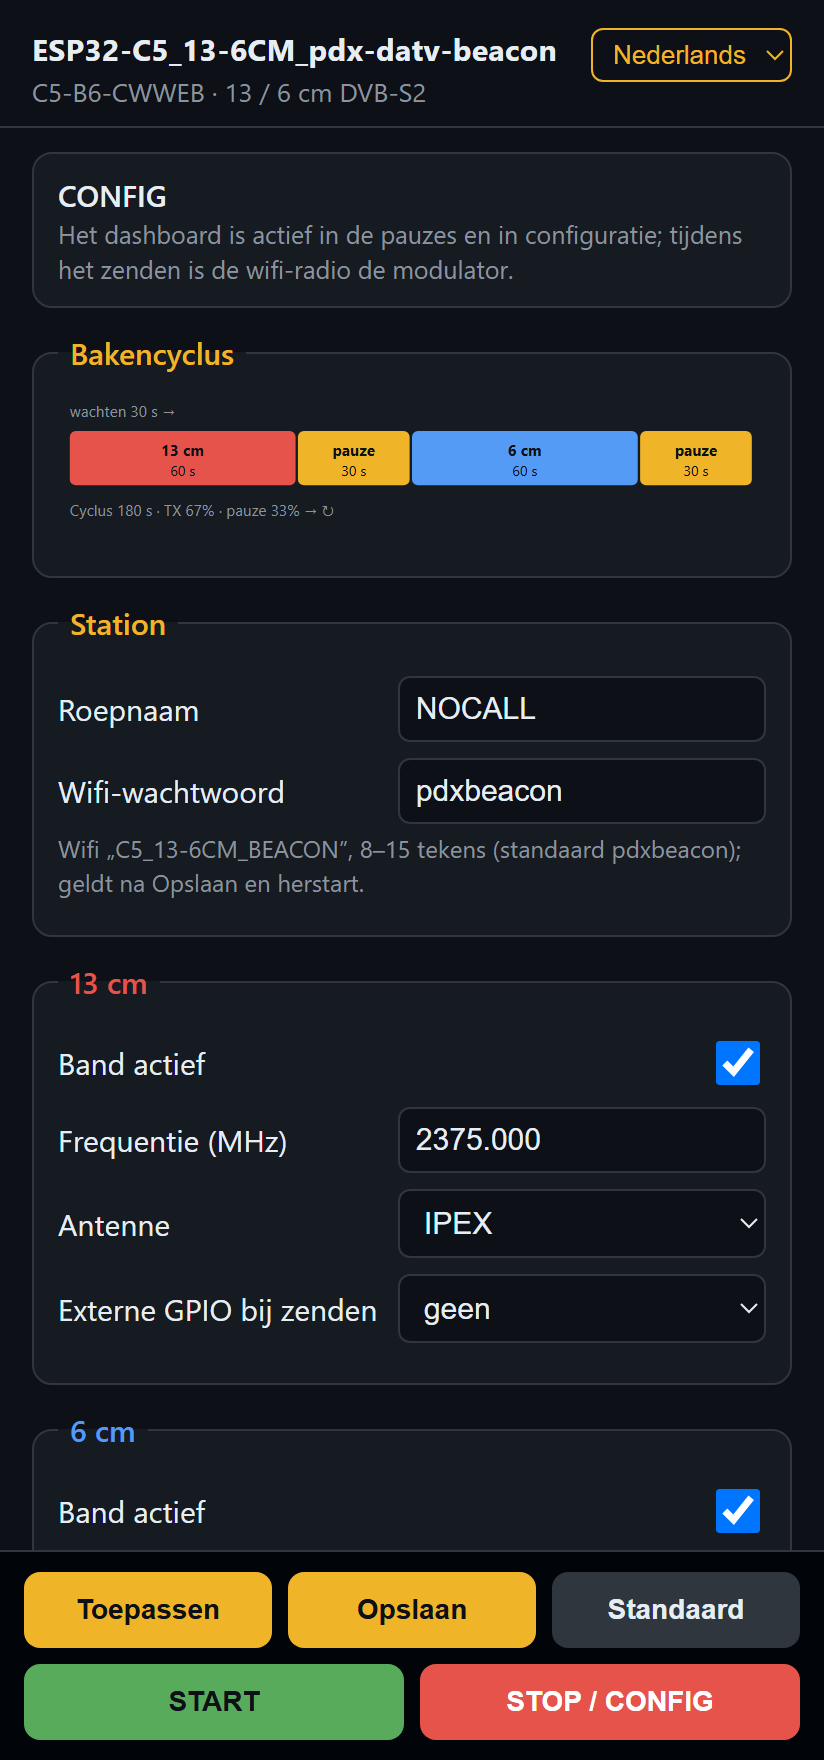 ESP32-C5_13-6CM_pdx-datv-beacon
Nederlands
C5-B6-CWWEB · 13 / 6 cm DVB-S2
CONFIG
Het dashboard is actief in de pauzes en in configuratie; tijdens
het zenden is de wifi-radio de modulator.
Bakencyclus
wachten 30 s →
13 cm
60 s
pauze
30 s
6 cm
60 s
pauze
30 s
Cyclus 180 s · TX 67% · pauze 33% → ↻
Station
Roepnaam
NOCALL
Wifi-wachtwoord
pdxbeacon
Wifi „C5_13-6CM_BEACON”, 8–15 tekens (standaard pdxbeacon);
geldt na Opslaan en herstart.
13 cm
Band actief
Frequentie (MHz)
2375.000
Antenne
IPEX
Externe GPIO bij zenden
geen
6 cm
Band actief
Toepassen
Opslaan
Standaard
START
STOP / CONFIG